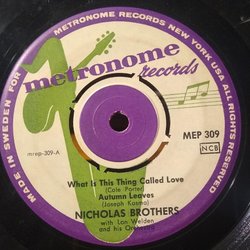 MADE IN SWEDEN FOR METRONOME RECORDS NEW YORK USA ALL RIGHTS RESERVED
metronome
records
MEP 309
mrep-309-A
NCB
What Is This Thing Called Love
(Cole Porter)
Autumn Leaves
(Joseph Kosma)
NICHOLAS BROTHERS
with Lon Welden
and his Orchestra